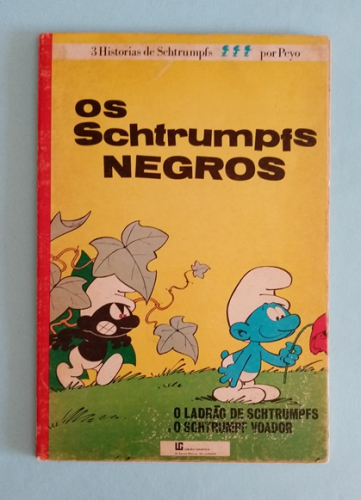 3 Historias de Schtrumpfs por Peyo
os
Schtrumpfs
NEGROS
O LADRÃO DE SCHTRUMPFS
O SCHTRUMPF VOADOR